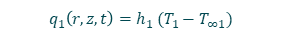 q₁(r, z, t) = h₁ (T₁ − T∞₁)